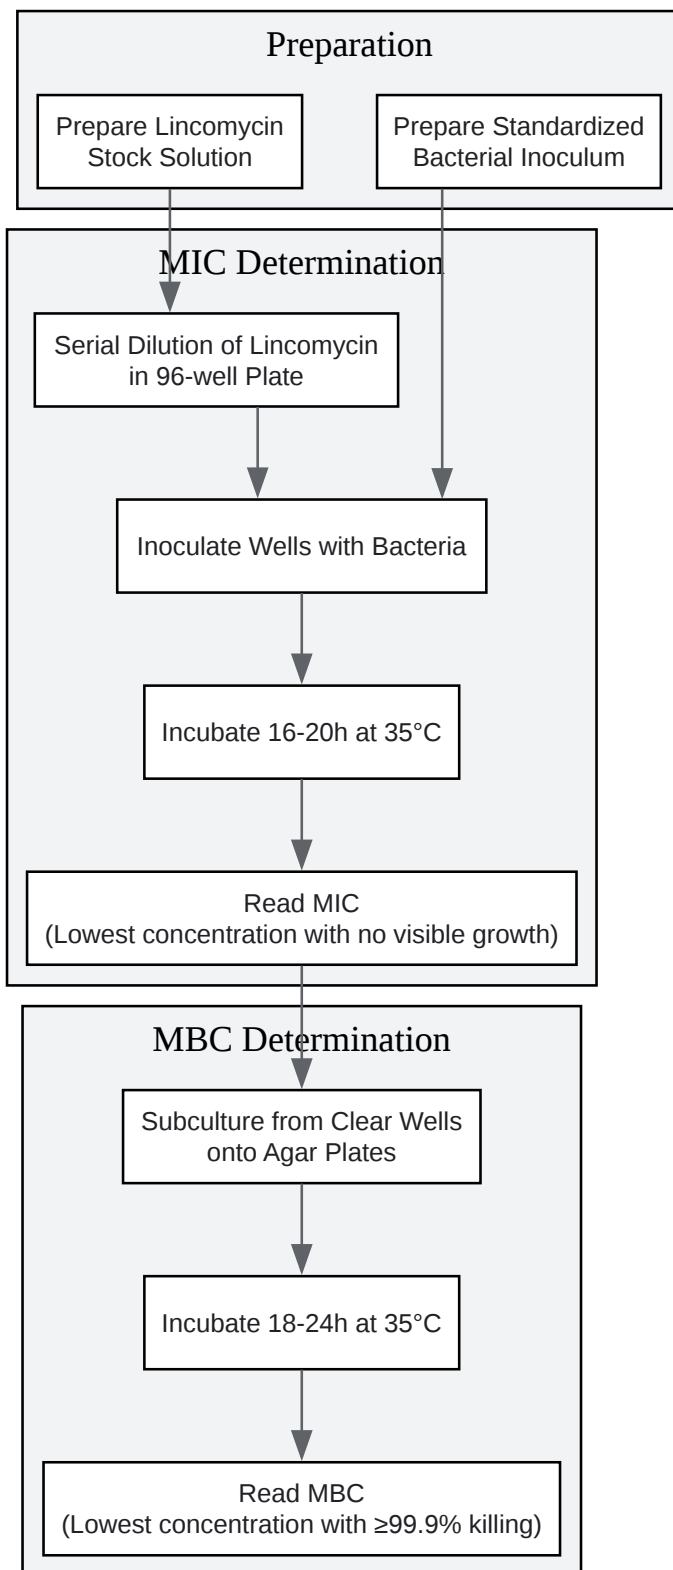 Preparation
Prepare Lincomycin
Stock Solution
Prepare Standardized
Bacterial Inoculum
MIC Determination
Serial Dilution of Lincomycin
in 96-well Plate
Inoculate Wells with Bacteria
Incubate 16-20h at 35°C
Read MIC
(Lowest concentration with no visible growth)
MBC Determination
Subculture from Clear Wells
onto Agar Plates
Incubate 18-24h at 35°C
Read MBC
(Lowest concentration with ≥99.9% killing)